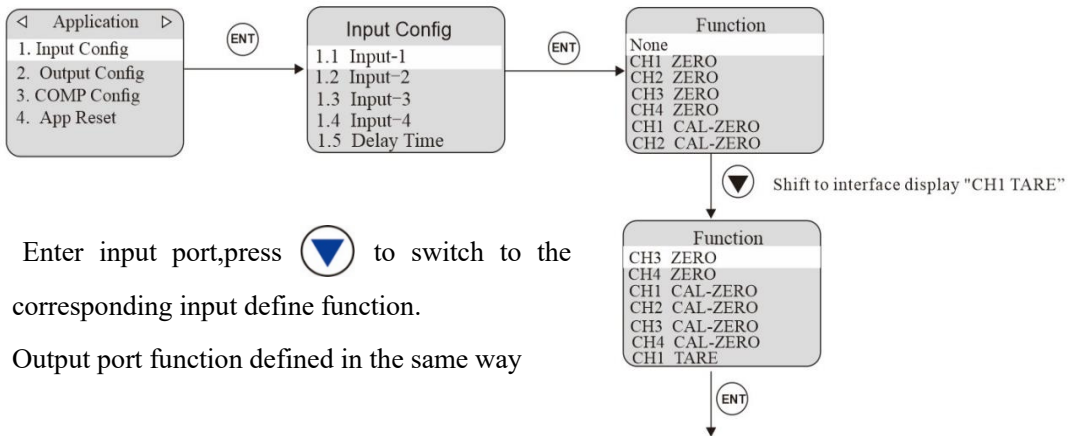 ◁ Application ▷
1. Input Config
2. Output Config
3. COMP Config
4. App Reset
ENT
Input Config
1.1 Input-1
1.2 Input-2
1.3 Input-3
1.4 Input-4
1.5 Delay Time
ENT
Function
None
CH1 ZERO
CH2 ZERO
CH3 ZERO
CH4 ZERO
CH1 CAL-ZERO
CH2 CAL-ZERO
Shift to interface display "CH1 TARE”
Function
CH3 ZERO
CH4 ZERO
CH1 CAL-ZERO
CH2 CAL-ZERO
CH3 CAL-ZERO
CH4 CAL-ZERO
CH1 TARE
ENT
Enter input port,press ▼ to switch to the
corresponding input define function.
Output port function defined in the same way